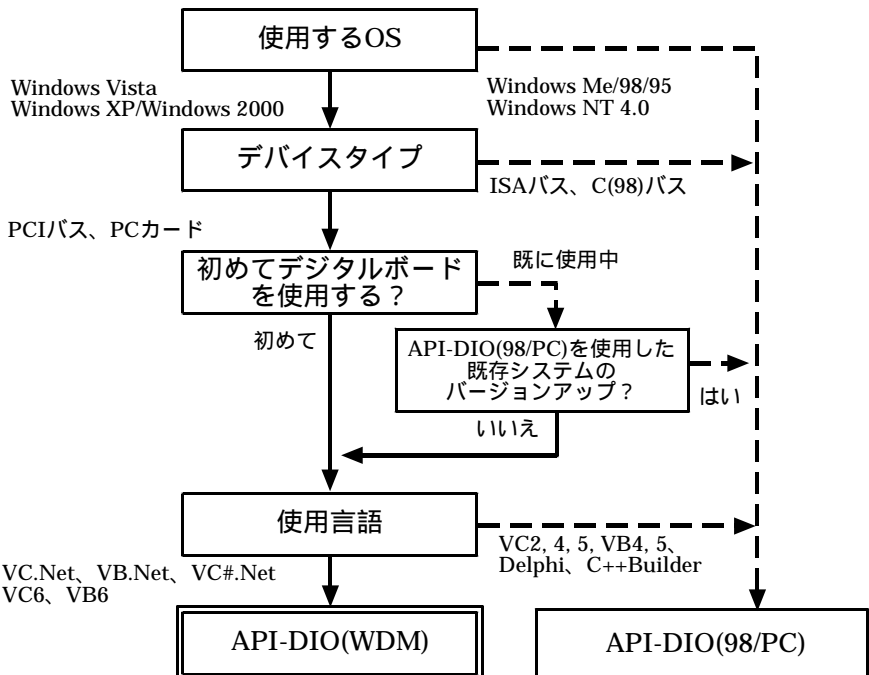 使用するOS
Windows Vista
Windows XP/Windows 2000
Windows Me/98/95
Windows NT 4.0
デバイスタイプ
ISAバス、C(98)バス
PCIバス、PCカード
初めてデジタルボード
を使用する？
既に使用中
初めて
API-DIO(98/PC)を使用した
既存システムの
バージョンアップ？
はい
いいえ
使用言語
VC2, 4, 5, VB4, 5、
Delphi、C++Builder
VC.Net、VB.Net、VC#.Net
VC6、VB6
API-DIO(WDM)
API-DIO(98/PC)